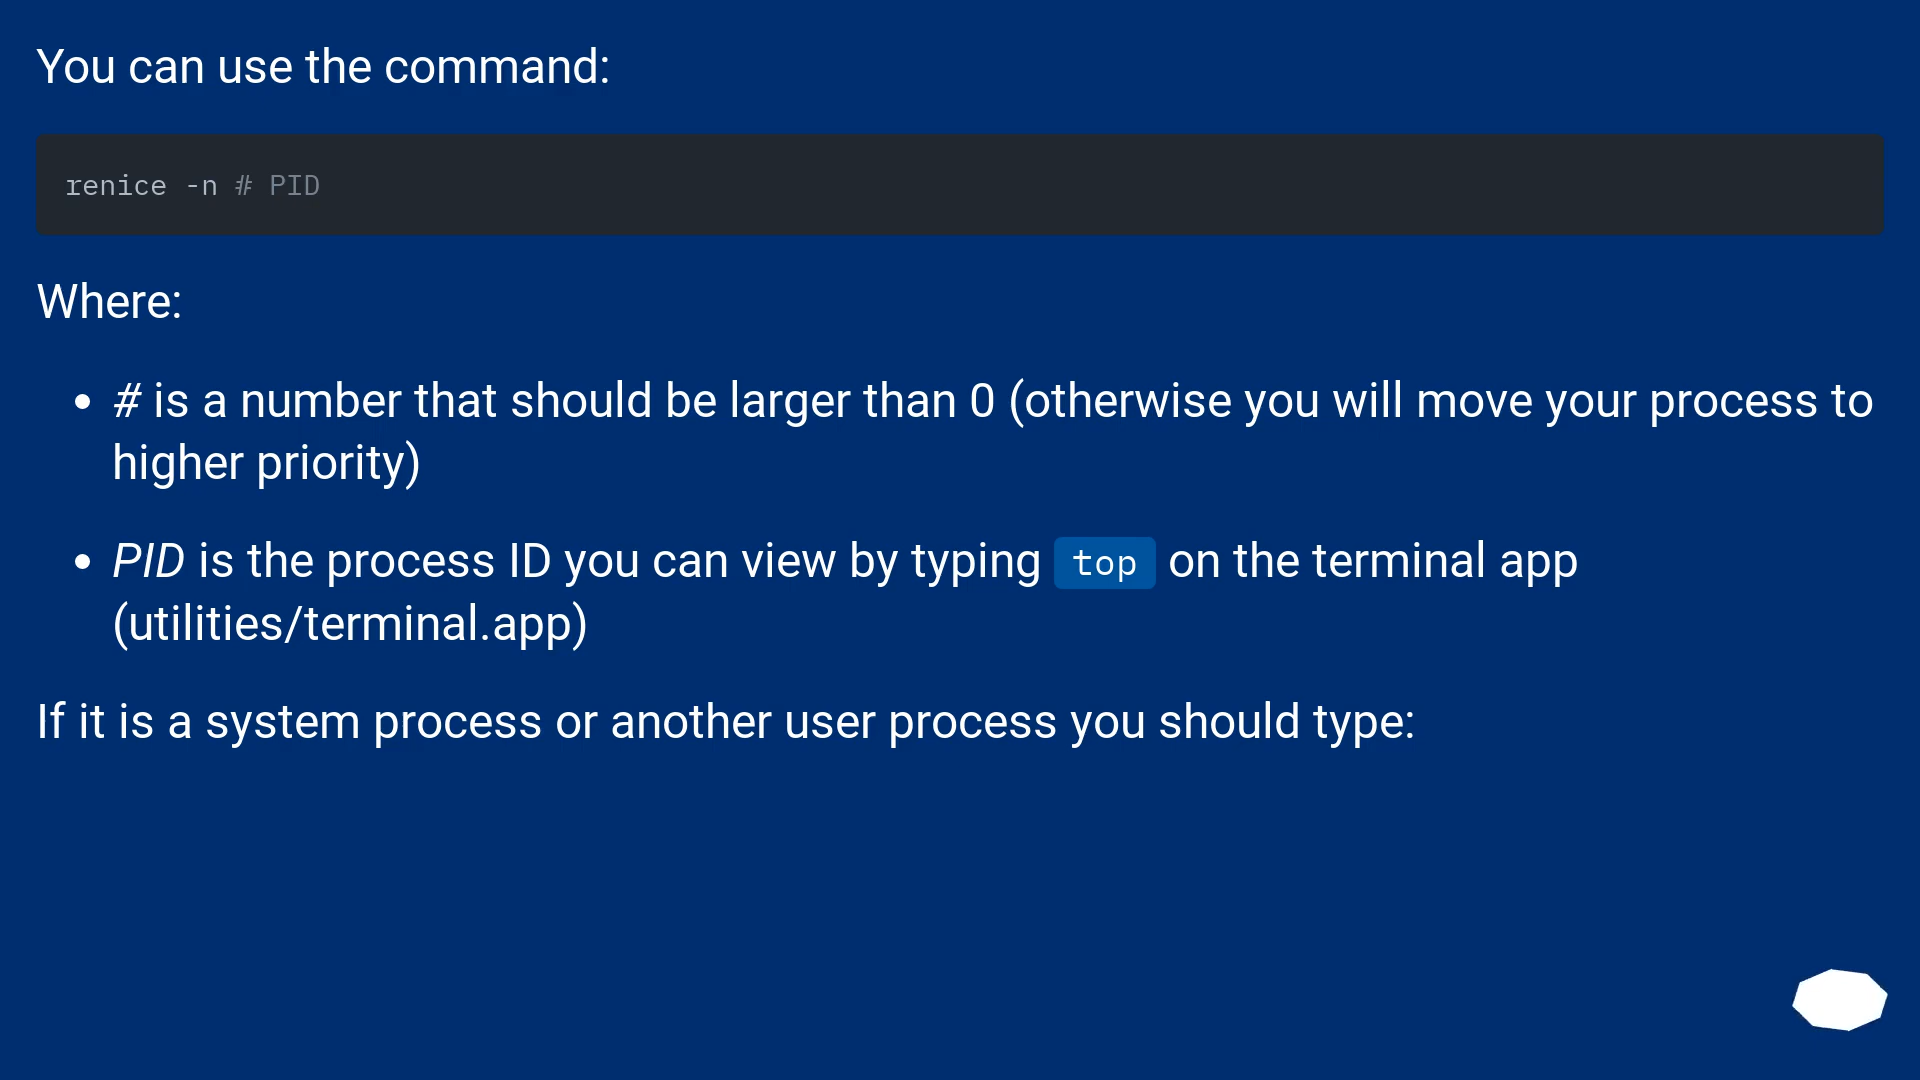 You can use the command:
renice -n # PID
Where:
• # is a number that should be larger than 0 (otherwise you will move your process to
higher priority)
• PID is the process ID you can view by typing top on the terminal app
(utilities/terminal.app)
If it is a system process or another user process you should type: